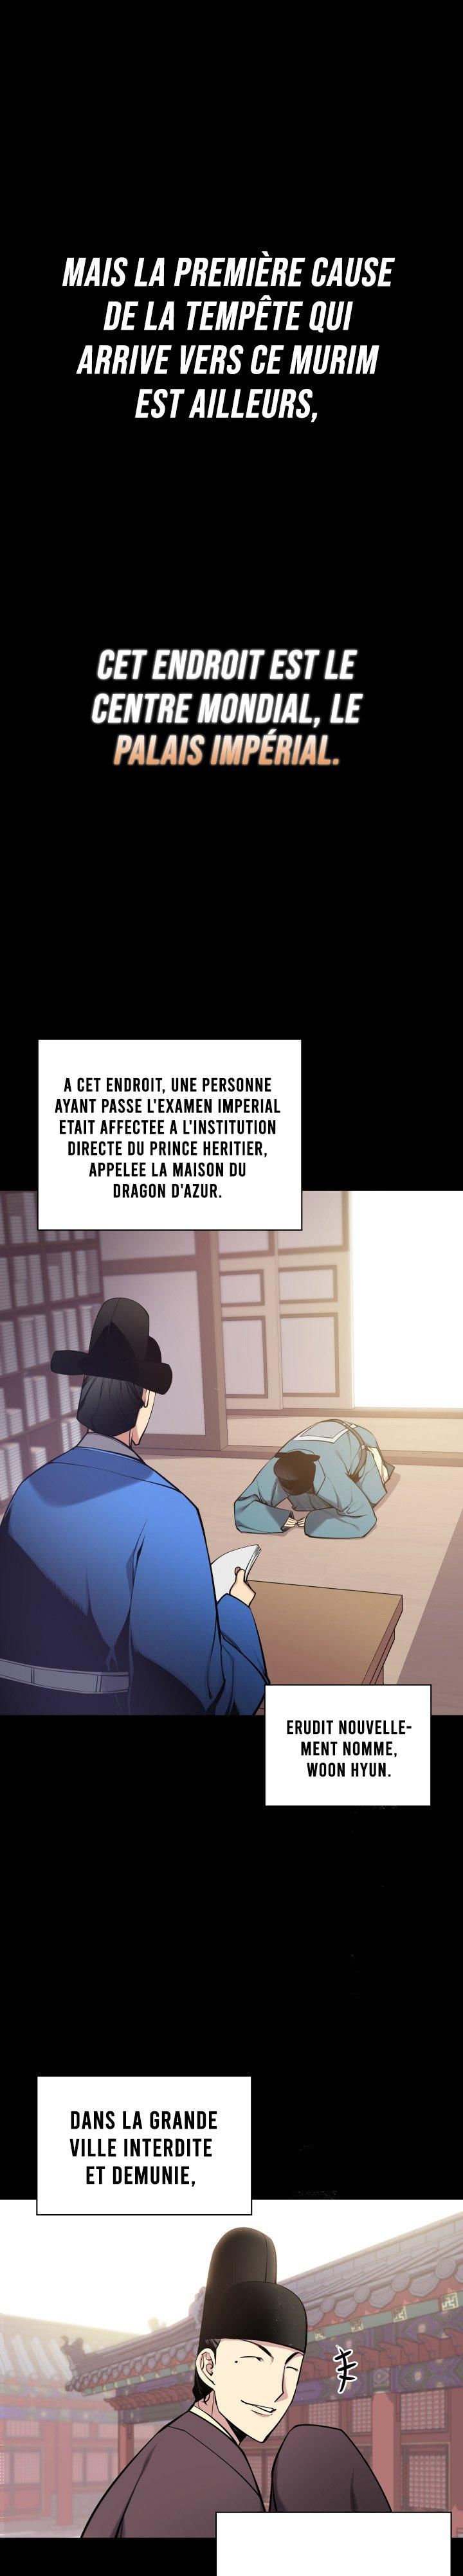 MAIS LA PREMIÈRE CAUSE
DE LA TEMPÊTE QUI
ARRIVE VERS CE MURIM
EST AILLEURS,
CET ENDROIT EST LE
CENTRE MONDIAL, LE
PALAIS IMPÉRIAL.
A CET ENDROIT, UNE PERSONNE
AYANT PASSE L'EXAMEN IMPERIAL
ETAIT AFFECTEE A L'INSTITUTION
DIRECTE DU PRINCE HERITIER,
APPELEE LA MAISON DU
DRAGON D'AZUR.
ERUDIT NOUVELLE-
MENT NOMME,
WOON HYUN.
DANS LA GRANDE
VILLE INTERDITE
ET DEMUNIE,